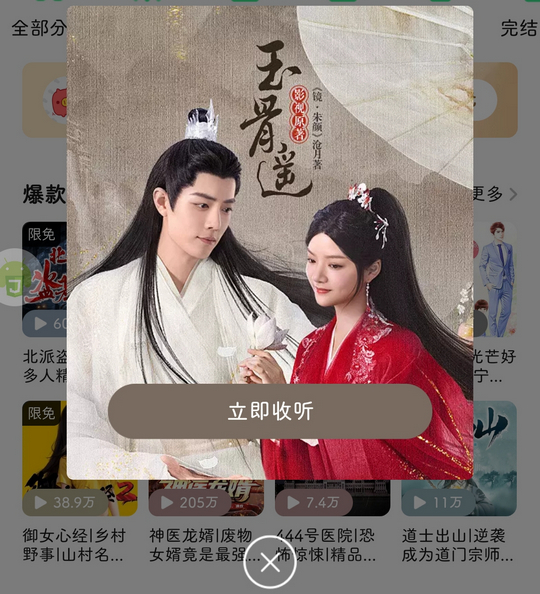 全部分
完结
玉骨遥
影视原著
《镜·朱颜》沧月著
爆款
更多
限免
北派盗
多人精
光芒好
宁...
立即收听
限免
38.9万
205万
7.4万
11万
御女心经|乡村
野事|山村名...
神医龙婿|废物
女婿竟是最强...
444号医院|恐
怖惊悚|精品...
道士出山|逆袭
成为道门宗师...